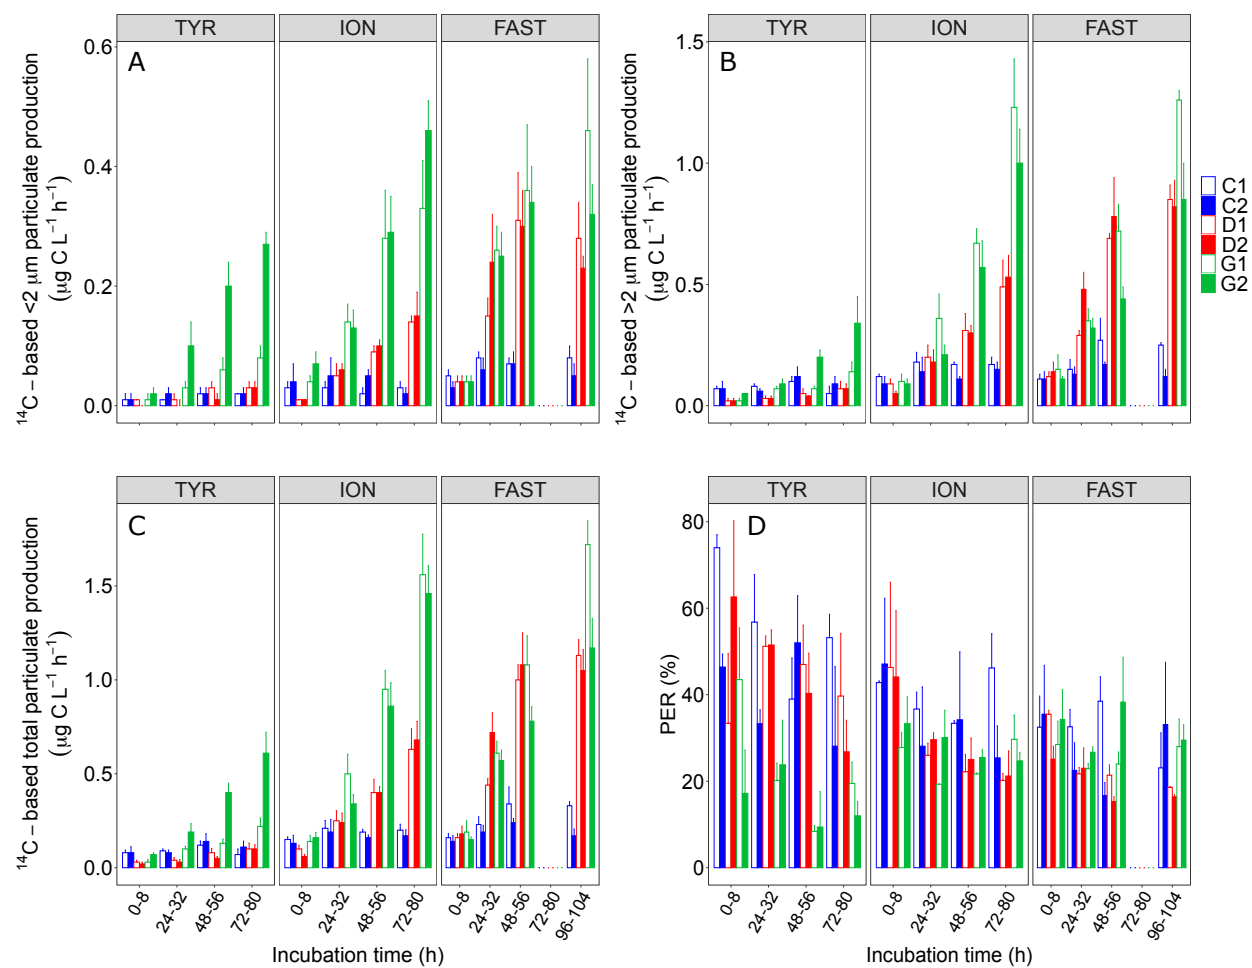 TYR ION FAST
A
0.6
0.4
0.2
0.0
¹⁴C – based <2 μm particulate production
(μg C L⁻¹ h⁻¹)
TYR ION FAST
B
1.5
1.0
0.5
0.0
¹⁴C – based >2 μm particulate production
(μg C L⁻¹ h⁻¹)
C1
C2
D1
D2
G1
G2
TYR ION FAST
C
1.5
1.0
0.5
0.0
¹⁴C – based total particulate production
(μg C L⁻¹ h⁻¹)
0-8 24-32 48-56 72-80 0-8 24-32 48-56 72-80 0-8 24-32 48-56 72-80 96-104
Incubation time (h)
TYR ION FAST
D
80
60
40
20
0
PER (%)
0-8 24-32 48-56 72-80 0-8 24-32 48-56 72-80 0-8 24-32 48-56 72-80 96-104
Incubation time (h)